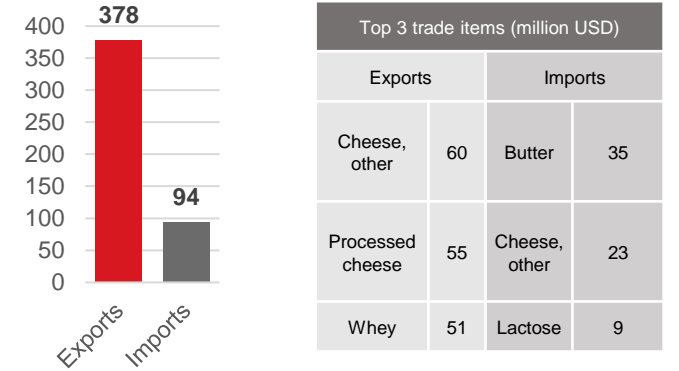 378
400
350
300
250
200
150
100
50
0
94
Exports
Imports
Top 3 trade items (million USD)
Exports
Imports
Cheese,
other
60
Butter
35
Processed
cheese
55
Cheese,
other
23
Whey
51
Lactose
9